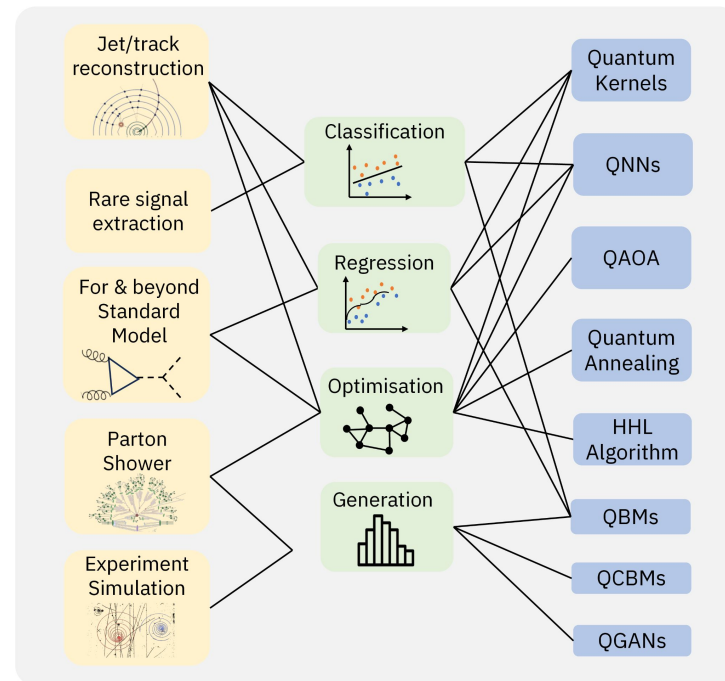 Jet/track
reconstruction
Rare signal
extraction
For & beyond
Standard
Model
Parton
Shower
Experiment
Simulation
Classification
Regression
Optimisation
Generation
Quantum
Kernels
QNNs
QAOA
Quantum
Annealing
HHL
Algorithm
QBMs
QCBMs
QGANs